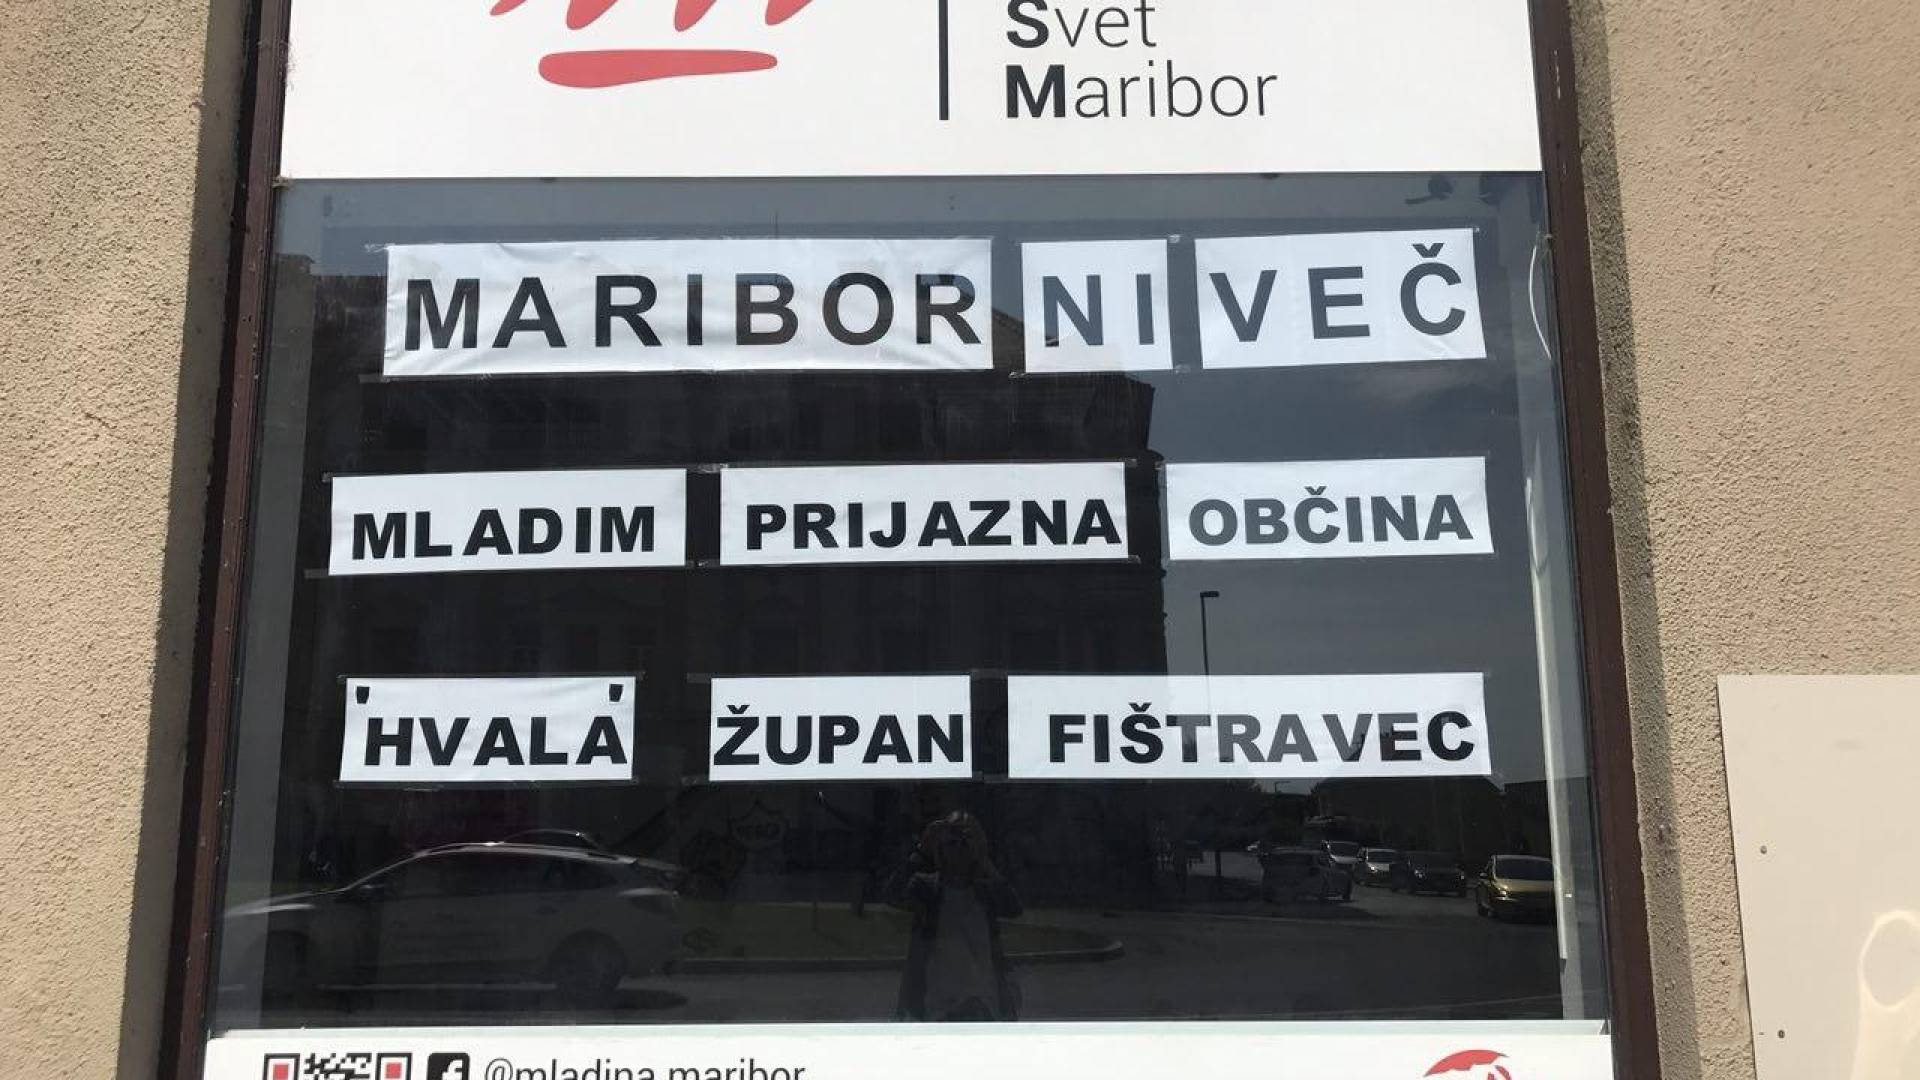 Svet
Maribor
MARIBOR NI VEČ
MLADIM PRIJAZNA OBČINA
"HVALA" ŽUPAN FIŠTRAVEC
@mladina.maribor